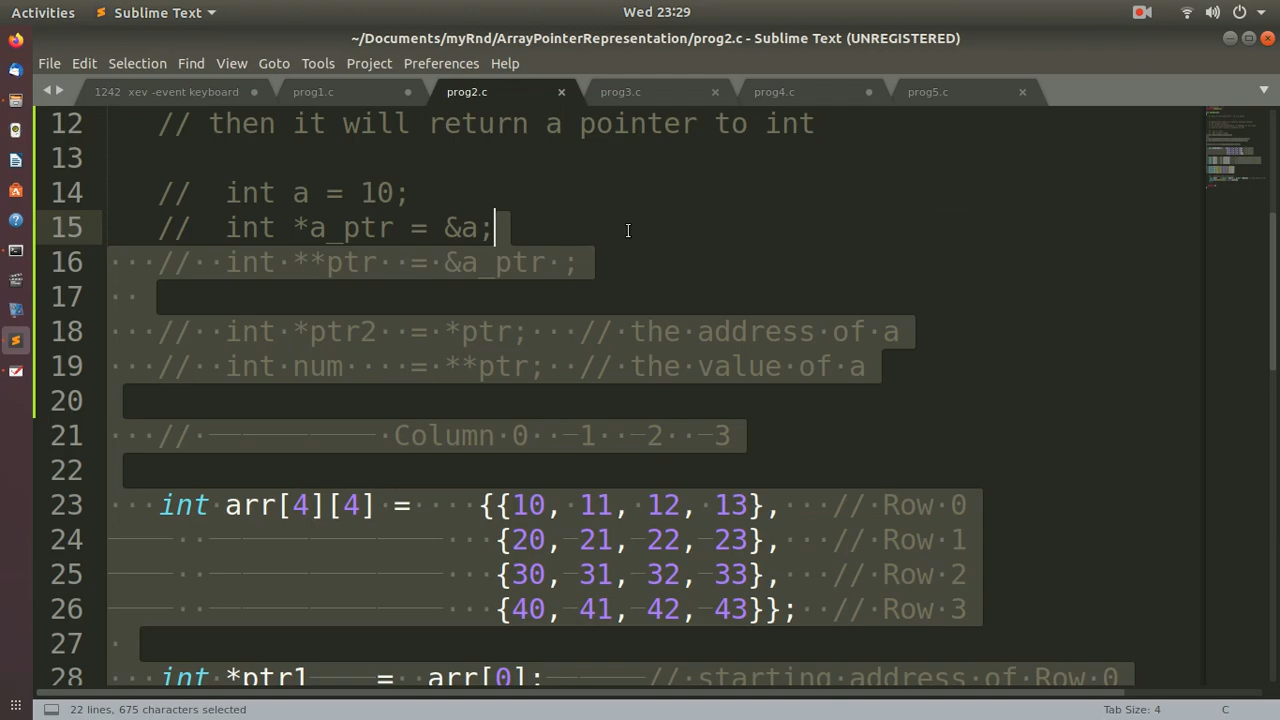 Activities Sublime Text Wed 23:29
~/Documents/myRnd/ArrayPointerRepresentation/prog2.c - Sublime Text (UNREGISTERED)
File Edit Selection Find View Goto Tools Project Preferences Help
1242 xev -event keyboard prog1.c prog2.c prog3.c prog4.c prog5.c
12 // then it will return a pointer to int
13
14 // int a = 10;
15 // int *a_ptr = &a;
16 // int **ptr = &a_ptr ;
17
18 // int *ptr2 = *ptr; // the address of a
19 // int num = **ptr; // the value of a
20
21 // Column 0 1 2 3
22
23 int arr[4][4] = {{10, 11, 12, 13}, // Row 0
24 {20, 21, 22, 23}, // Row 1
25 {30, 31, 32, 33}, // Row 2
26 {40, 41, 42, 43}}; // Row 3
27
28 int *ptr1 = arr[0]; // starting address of Row 0
22 lines, 675 characters selected Tab Size: 4 C